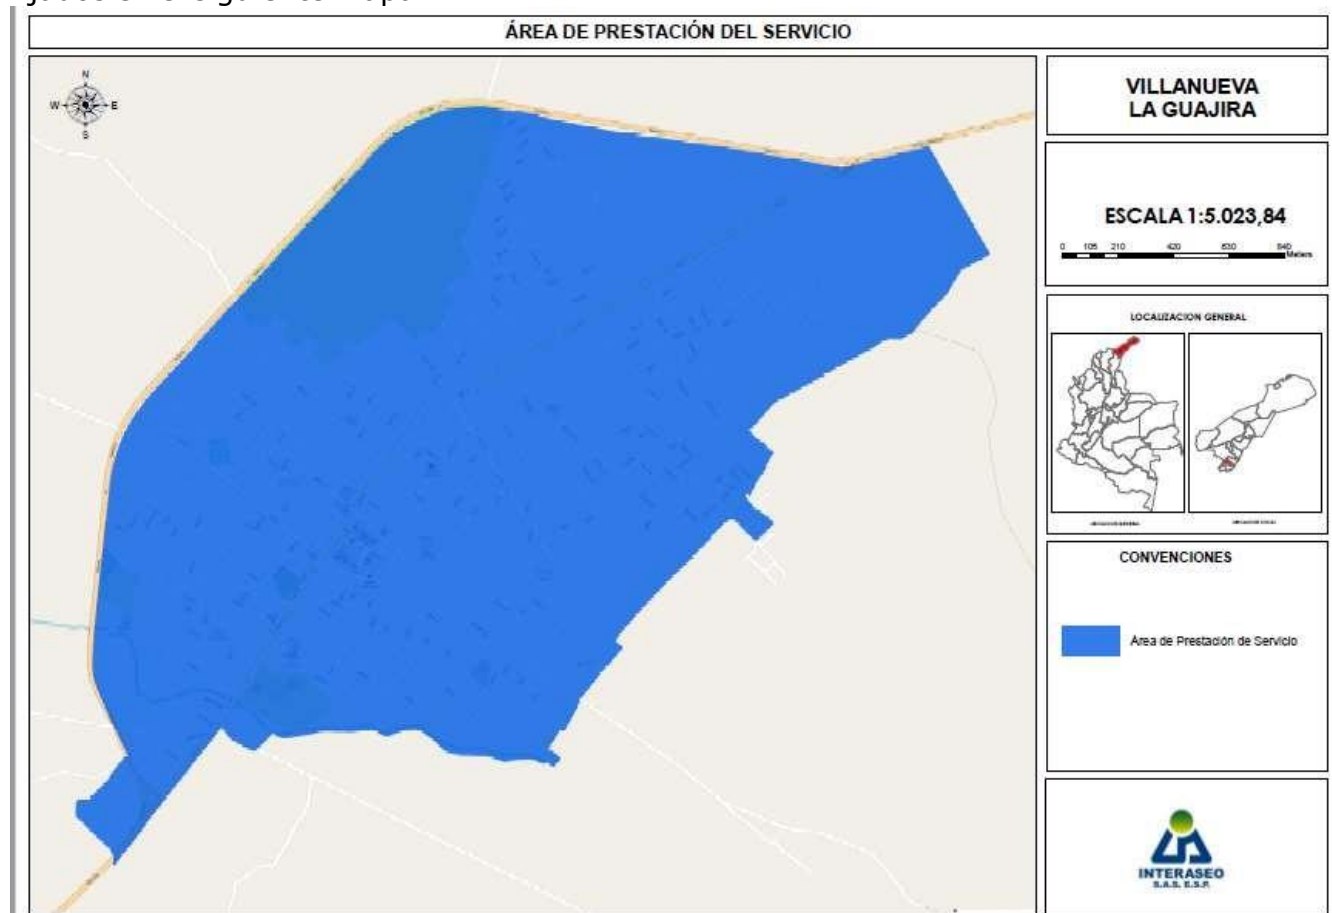 ÁREA DE PRESTACIÓN DEL SERVICIO
N
W E
S
VILLANUEVA
LA GUAJIRA
ESCALA 1:5.023,84
0 105 210 420 630 840
Meters
LOCALIZACION GENERAL
CONVENCIONES
Área de Prestación de Servicio
INTERASEO
S.A.S. E.S.P.